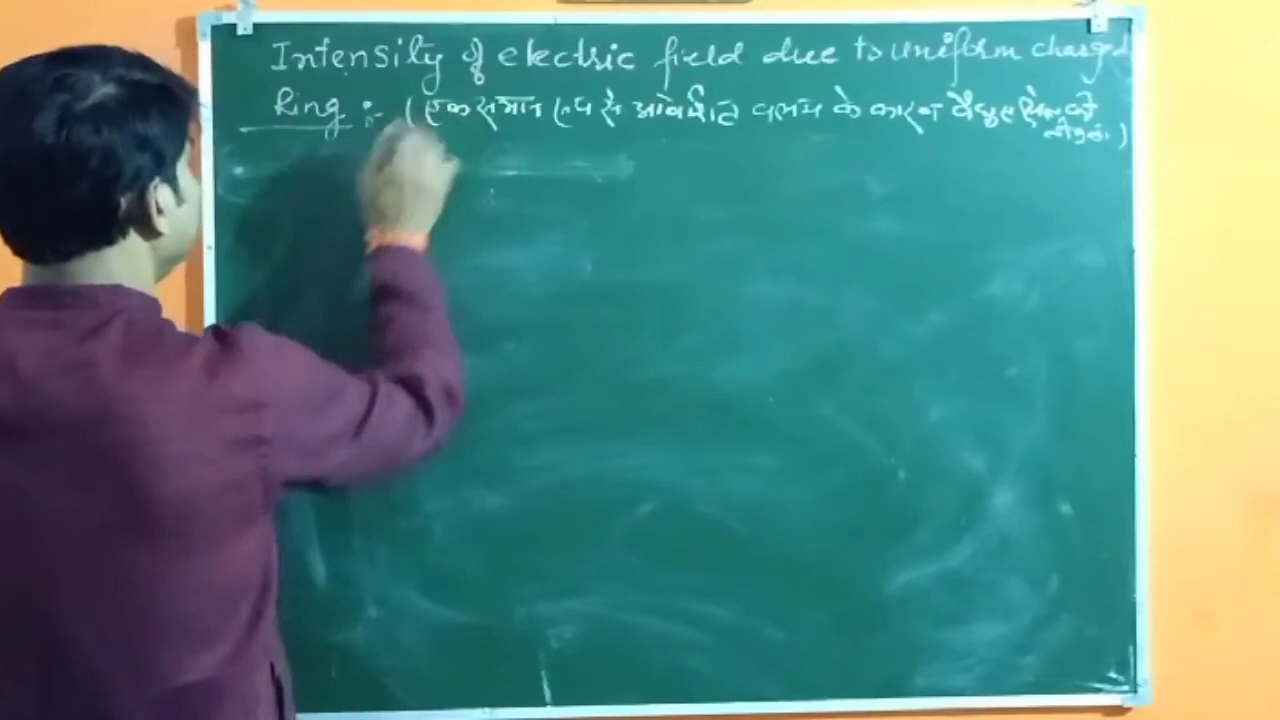 Intensity of electric field due to uniform charged
Ring :- (एक समान रूप से आवेशित वलय के कारण वैद्युत क्षेत्र की
तीव्रता)